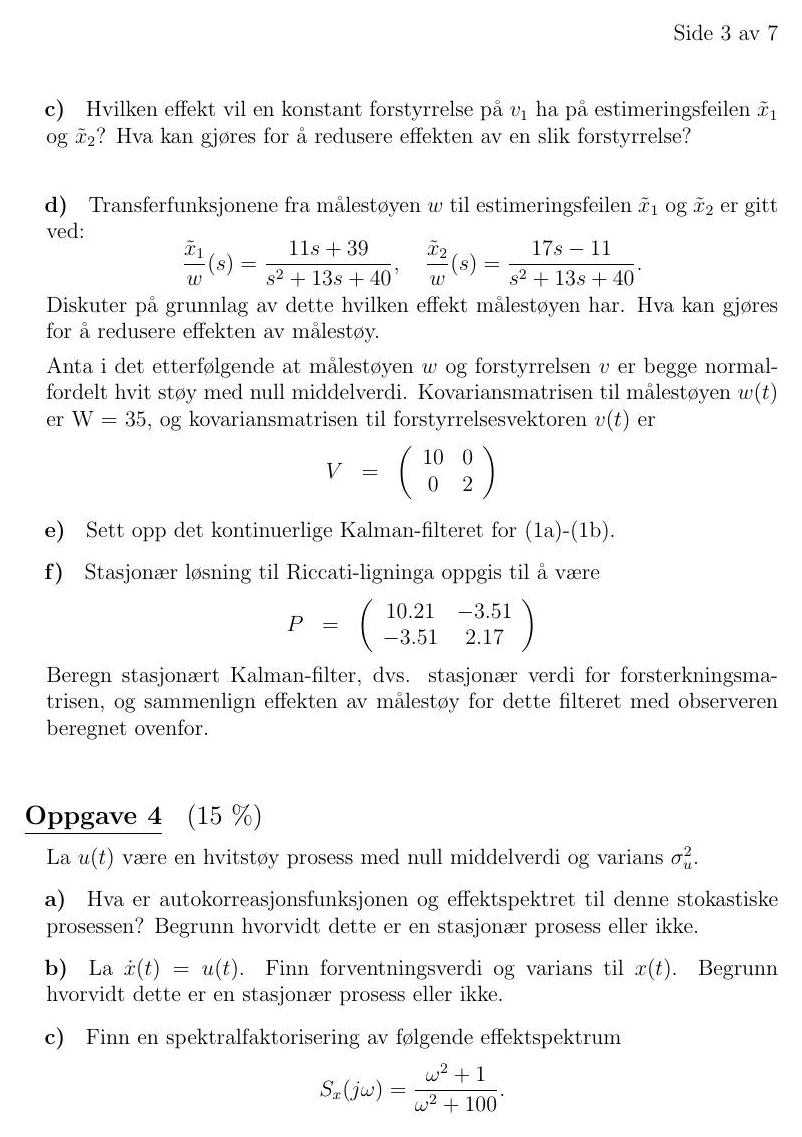 Side 3 av 7
c) Hvilken effekt vil en konstant forstyrrelse på v₁ ha på estimeringsfeilen x̃₁
og x̃₂? Hva kan gjøres for å redusere effekten av en slik forstyrrelse?
d) Transferfunksjonene fra målestøyen w til estimeringsfeilen x̃₁ og x̃₂ er gitt
ved:
x̃₁/w (s) = (11s + 39)/(s² + 13s + 40), x̃₂/w (s) = (17s − 11)/(s² + 13s + 40).
Diskuter på grunnlag av dette hvilken effekt målestøyen har. Hva kan gjøres
for å redusere effekten av målestøy.
Anta i det etterfølgende at målestøyen w og forstyrrelsen v er begge normal-
fordelt hvit støy med null middelverdi. Kovariansmatrisen til målestøyen w(t)
er W = 35, og kovariansmatrisen til forstyrrelsesvektoren v(t) er
V = ( 10 0
0 2 )
e) Sett opp det kontinuerlige Kalman-filteret for (1a)-(1b).
f) Stasjonær løsning til Riccati-ligninga oppgis til å være
P = ( 10.21 −3.51
−3.51 2.17 )
Beregn stasjonært Kalman-filter, dvs. stasjonær verdi for forsterkningsma-
trisen, og sammenlign effekten av målestøy for dette filteret med observeren
beregnet ovenfor.
Oppgave 4 (15 %)
La u(t) være en hvitstøy prosess med null middelverdi og varians σᵤ².
a) Hva er autokorreasjonsfunksjonen og effektspektret til denne stokastiske
prosessen? Begrunn hvorvidt dette er en stasjonær prosess eller ikke.
b) La ẋ(t) = u(t). Finn forventningsverdi og varians til x(t). Begrunn
hvorvidt dette er en stasjonær prosess eller ikke.
c) Finn en spektralfaktorisering av følgende effektspektrum
Sₓ(jω) = (ω² + 1)/(ω² + 100).